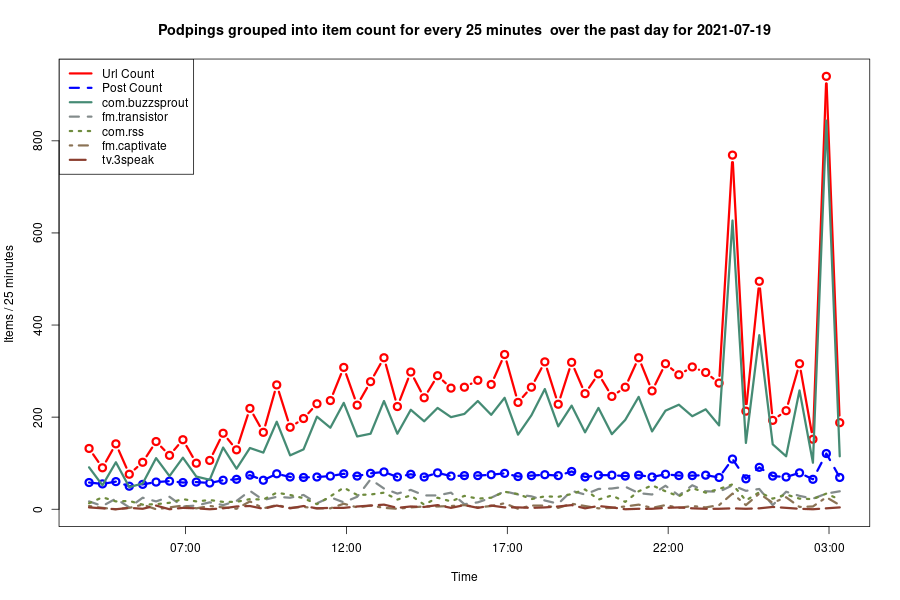 Podpings grouped into item count for every 25 minutes  over the past day for 2021-07-19
Url Count
Post Count
com.buzzsprout
fm.transistor
com.rss
fm.captivate
tv.3speak
Items / 25 minutes
800
600
400
200
0
07:00
12:00
17:00
22:00
03:00
Time